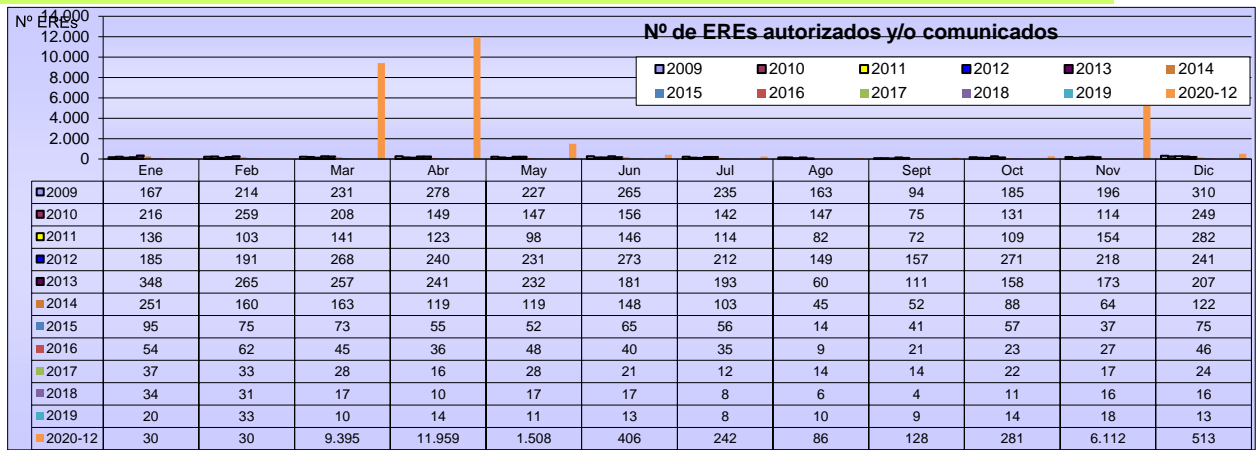 Nº EREs
Nº de EREs autorizados y/o comunicados
14.000
12.000
10.000
8.000
6.000
4.000
2.000
0
2009 2010 2011 2012 2013 2014
2015 2016 2017 2018 2019 2020-12
Ene Feb Mar Abr May Jun Jul Ago Sept Oct Nov Dic
2009 167 214 231 278 227 265 235 163 94 185 196 310
2010 216 259 208 149 147 156 142 147 75 131 114 249
2011 136 103 141 123 98 146 114 82 72 109 154 282
2012 185 191 268 240 231 273 212 149 157 271 218 241
2013 348 265 257 241 232 181 193 60 111 158 173 207
2014 251 160 163 119 119 148 103 45 52 88 64 122
2015 95 75 73 55 52 65 56 14 41 57 37 75
2016 54 62 45 36 48 40 35 9 21 23 27 46
2017 37 33 28 16 28 21 12 14 14 22 17 24
2018 34 31 17 10 17 17 8 6 4 11 16 16
2019 20 33 10 14 11 13 8 10 9 14 18 13
2020-12 30 30 9.395 11.959 1.508 406 242 86 128 281 6.112 513